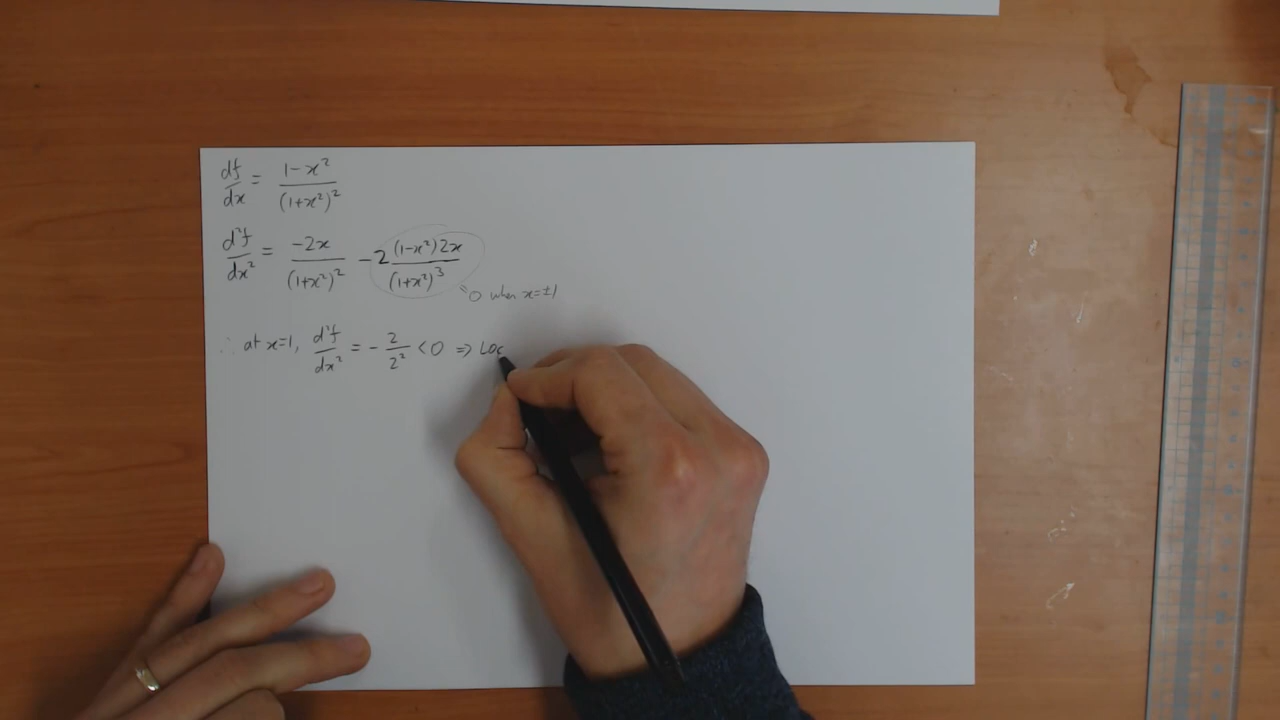 df/dx = (1-x²)/(1+x²)²
d²f/dx² = -2x/(1+x²)² - 2 (1-x²)2x/(1+x²)³
=0 when x=±1
∴ at x=1, d²f/dx² = - 2/2² < 0 ⇒ Loc